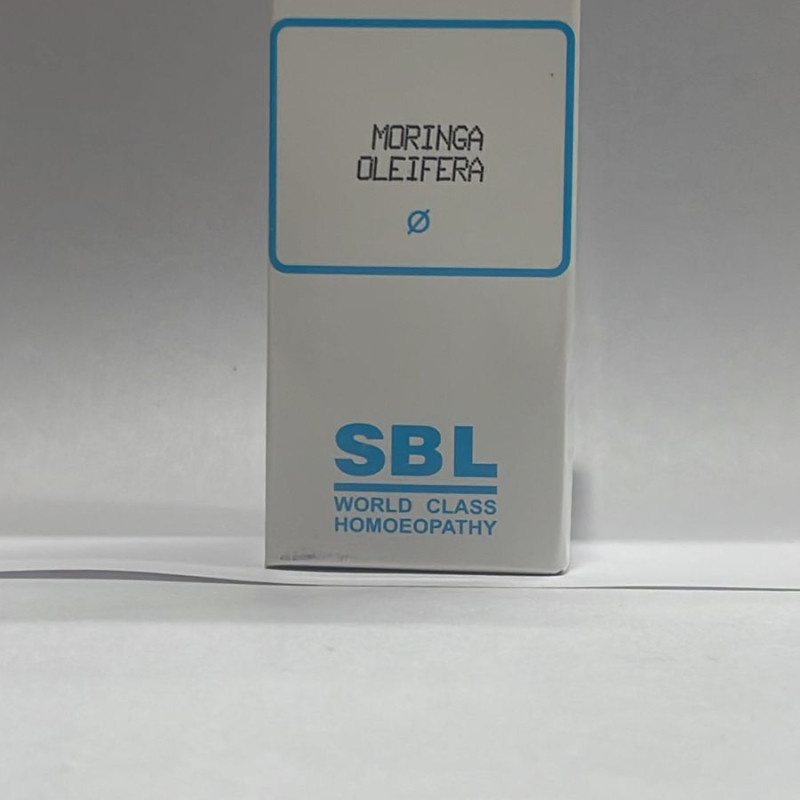 MORINGA
OLEIFERA
Ø
SBL
WORLD CLASS
HOMOEOPATHY